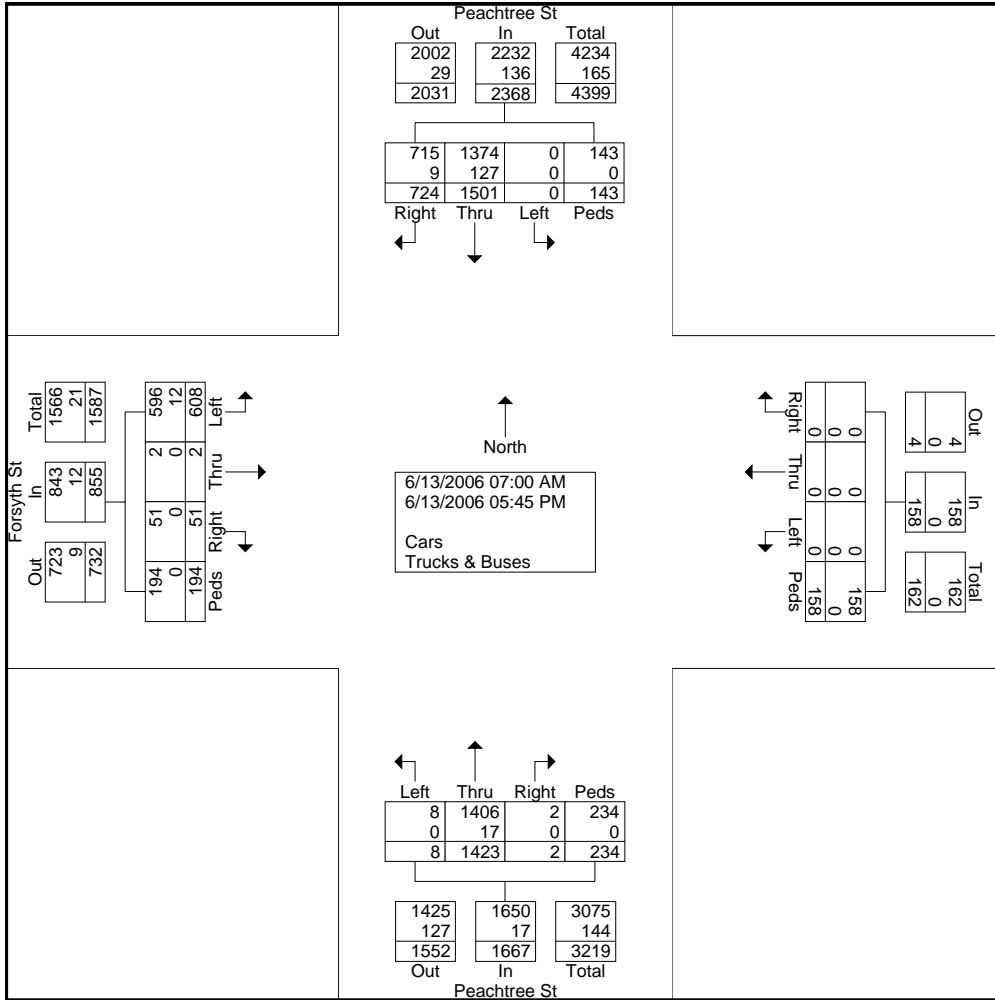 Peachtree St
Out In Total
2002 2232 4234
29 136 165
2031 2368 4399
715 1374 0 143
9 127 0 0
724 1501 0 143
Right Thru Left Peds
Forsyth St
Total In Out
1566 843 723
21 12 9
1587 855 732
596 2 51 194
12 0 0 0
608 2 51 194
Left Thru Right Peds
North
6/13/2006 07:00 AM
6/13/2006 05:45 PM
Cars
Trucks & Buses
Out In Total
4 158 162
0 0 0
4 158 162
0 0 0 158
0 0 0 0
0 0 0 158
Right Thru Left Peds
Left Thru Right Peds
8 1406 2 234
0 17 0 0
8 1423 2 234
1425 1650 3075
127 17 144
1552 1667 3219
Out In Total
Peachtree St